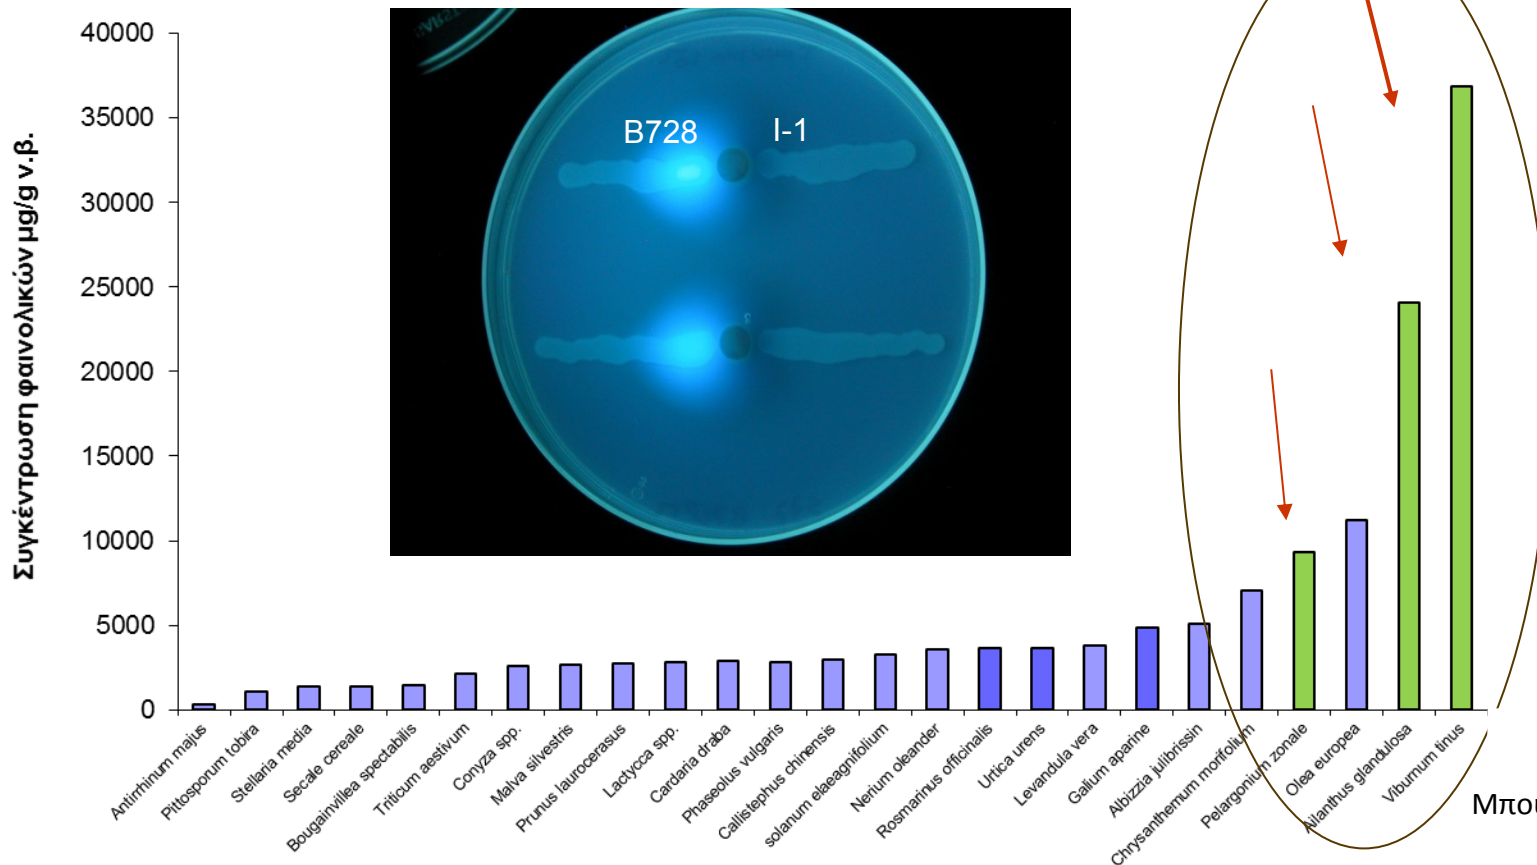 Συγκέντρωση φαινολικών μg/g ν.β.
40000
35000
30000
25000
20000
15000
10000
5000
0
B728
I-1
Antirrhinum majus
Pittosporum tobira
Stellaria media
Secale cereale
Bougainvillea spectabilis
Triticum aestivum
Conyza spp.
Malva silvestris
Prunus laurocerasus
Lactycca spp.
Cardaria draba
Phaseolus vulgaris
Callistephus chinensis
solanum elaeagnifolium
Nerium oleander
Rosmarinus officinalis
Urtica urens
Levandula vera
Galium aparine
Albizzia julibrissin
Chrysanthemum morifolium
Pelargonium zonale
Olea europea
Ailanthus glandulosa
Viburnum tinus